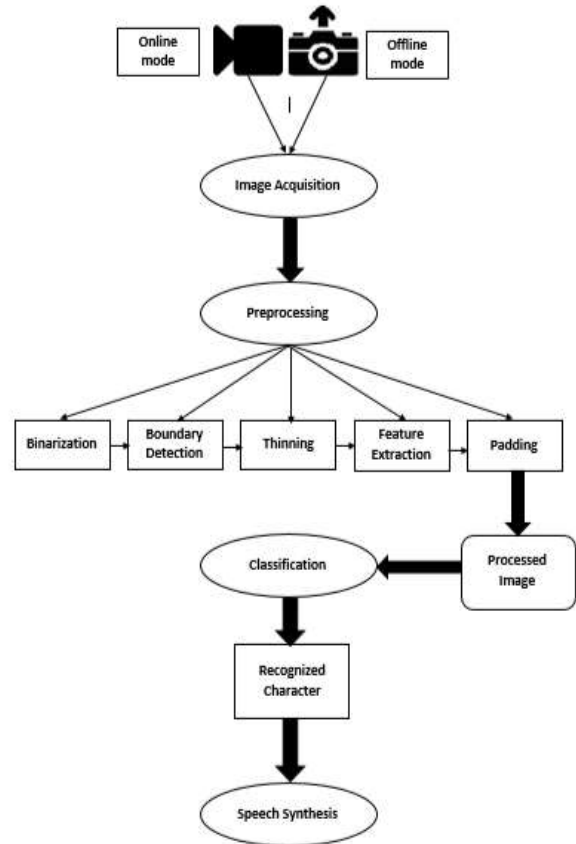 Online
mode
Offline
mode
Image Acquisition
Preprocessing
Binarization
Boundary
Detection
Thinning
Feature
Extraction
Padding
Classification
Processed
Image
Recognized
Character
Speech Synthesis